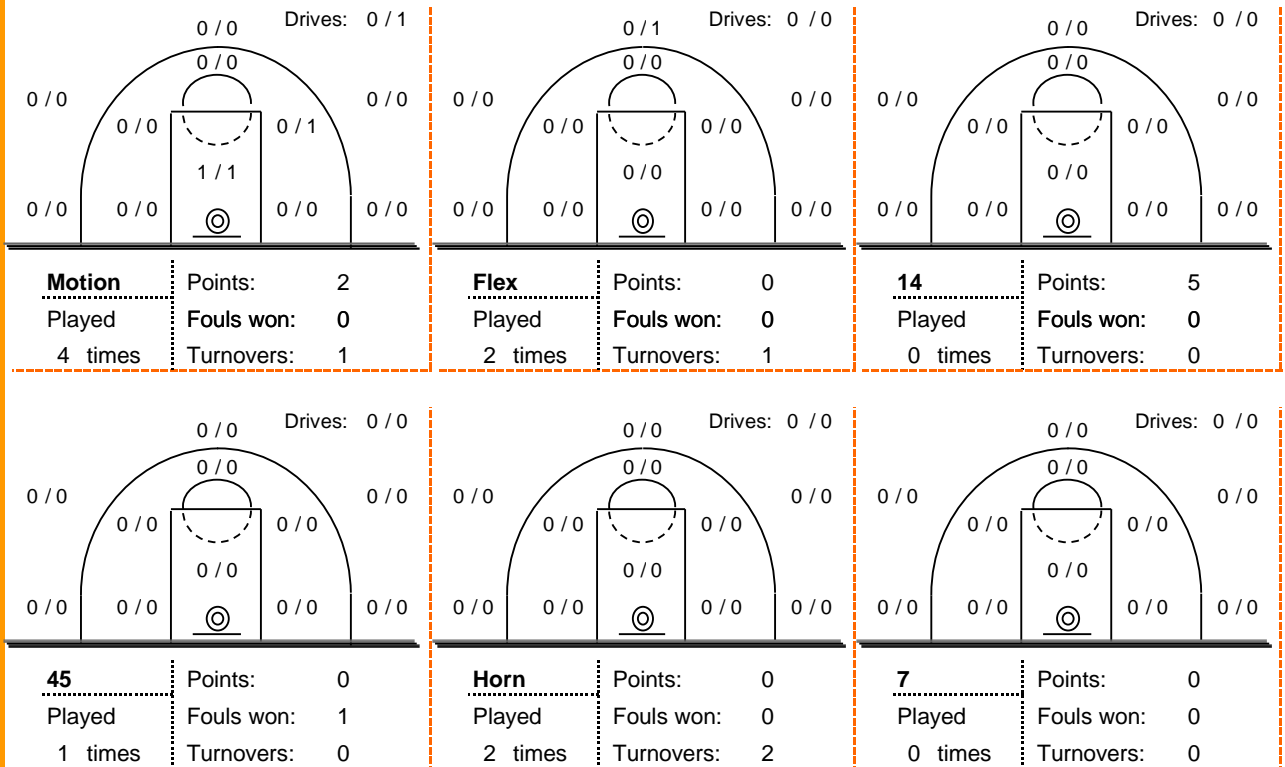 0 / 0 Drives: 0 / 1
0 / 0
0 / 0 0 / 0
0 / 0 0 / 1
1 / 1
0 / 0 0 / 0 0 / 0 0 / 0
Motion Points: 2
Played Fouls won: 0
4 times Turnovers: 1
0 / 1 Drives: 0 / 0
0 / 0
0 / 0 0 / 0
0 / 0 0 / 0
0 / 0
0 / 0 0 / 0 0 / 0 0 / 0
Flex Points: 0
Played Fouls won: 0
2 times Turnovers: 1
0 / 0 Drives: 0 / 0
0 / 0
0 / 0 0 / 0
0 / 0 0 / 0
0 / 0
0 / 0 0 / 0 0 / 0 0 / 0
14 Points: 5
Played Fouls won: 0
0 times Turnovers: 0
0 / 0 Drives: 0 / 0
0 / 0
0 / 0 0 / 0
0 / 0 0 / 0
0 / 0
0 / 0 0 / 0 0 / 0 0 / 0
45 Points: 0
Played Fouls won: 1
1 times Turnovers: 0
0 / 0 Drives: 0 / 0
0 / 0
0 / 0 0 / 0
0 / 0 0 / 0
0 / 0
0 / 0 0 / 0 0 / 0 0 / 0
Horn Points: 0
Played Fouls won: 0
2 times Turnovers: 2
0 / 0 Drives: 0 / 0
0 / 0
0 / 0 0 / 0
0 / 0 0 / 0
0 / 0
0 / 0 0 / 0 0 / 0 0 / 0
7 Points: 0
Played Fouls won: 0
0 times Turnovers: 0